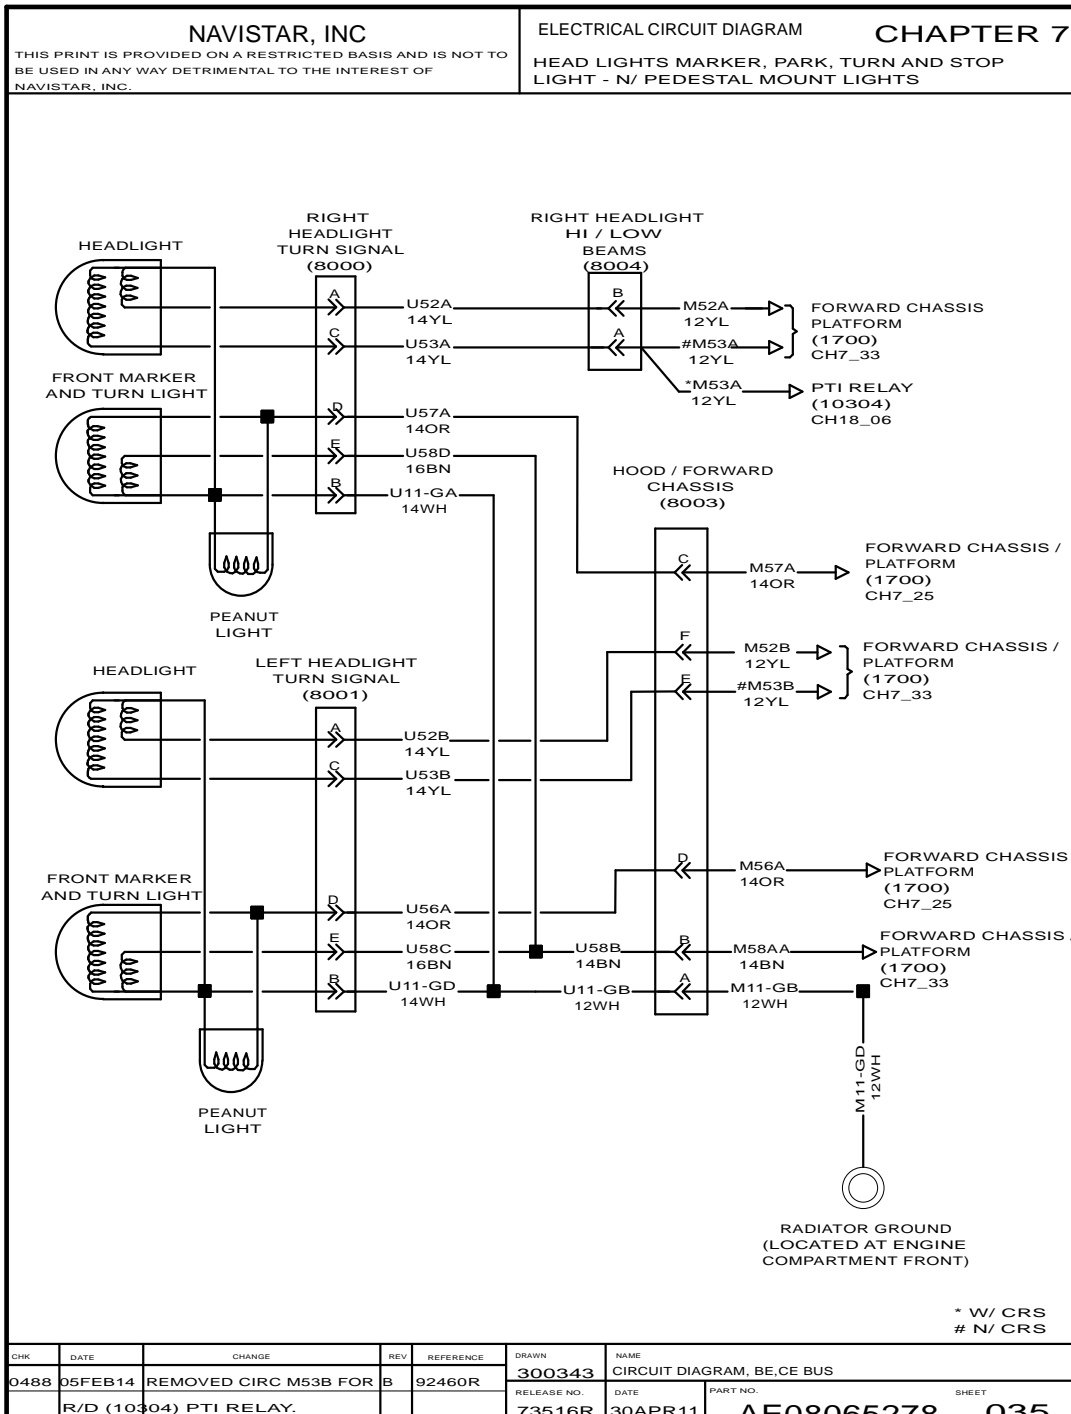 NAVISTAR, INC
THIS PRINT IS PROVIDED ON A RESTRICTED BASIS AND IS NOT TO
BE USED IN ANY WAY DETRIMENTAL TO THE INTEREST OF
NAVISTAR, INC.
ELECTRICAL CIRCUIT DIAGRAM
CHAPTER 7
HEAD LIGHTS MARKER, PARK, TURN AND STOP
LIGHT - N/ PEDESTAL MOUNT LIGHTS
HEADLIGHT
RIGHT
HEADLIGHT
TURN SIGNAL
(8000)
RIGHT HEADLIGHT
HI / LOW
BEAMS
(8004)
A
U52A
14YL
B
M52A
12YL
C
U53A
14YL
A
#M53A
12YL
FORWARD CHASSIS
PLATFORM
(1700)
CH7_33
*M53A
12YL
PTI RELAY
(10304)
CH18_06
FRONT MARKER
AND TURN LIGHT
D
U57A
14OR
E
U58D
16BN
B
U11-GA
14WH
PEANUT
LIGHT
HOOD / FORWARD
CHASSIS
(8003)
C
M57A
14OR
FORWARD CHASSIS /
PLATFORM
(1700)
CH7_25
F
M52B
12YL
E
#M53B
12YL
FORWARD CHASSIS /
PLATFORM
(1700)
CH7_33
HEADLIGHT
LEFT HEADLIGHT
TURN SIGNAL
(8001)
A
U52B
14YL
C
U53B
14YL
FRONT MARKER
AND TURN LIGHT
D
U56A
14OR
D
M56A
14OR
FORWARD CHASSIS
PLATFORM
(1700)
CH7_25
E
U58C
16BN
U58B
14BN
B
M58AA
14BN
FORWARD CHASSIS /
PLATFORM
(1700)
CH7_33
B
U11-GD
14WH
U11-GB
12WH
A
M11-GB
12WH
M11-GD
12WH
PEANUT
LIGHT
RADIATOR GROUND
(LOCATED AT ENGINE
COMPARTMENT FRONT)
* W/ CRS
# N/ CRS
CHK DATE CHANGE REV REFERENCE
0488 05FEB14 REMOVED CIRC M53B FOR B 92460R
R/D (10304) PTI RELAY.
DRAWN
300343
NAME
CIRCUIT DIAGRAM, BE,CE BUS
RELEASE NO.
73516R
DATE
30APR11
PART NO.
AE08065278
SHEET
035